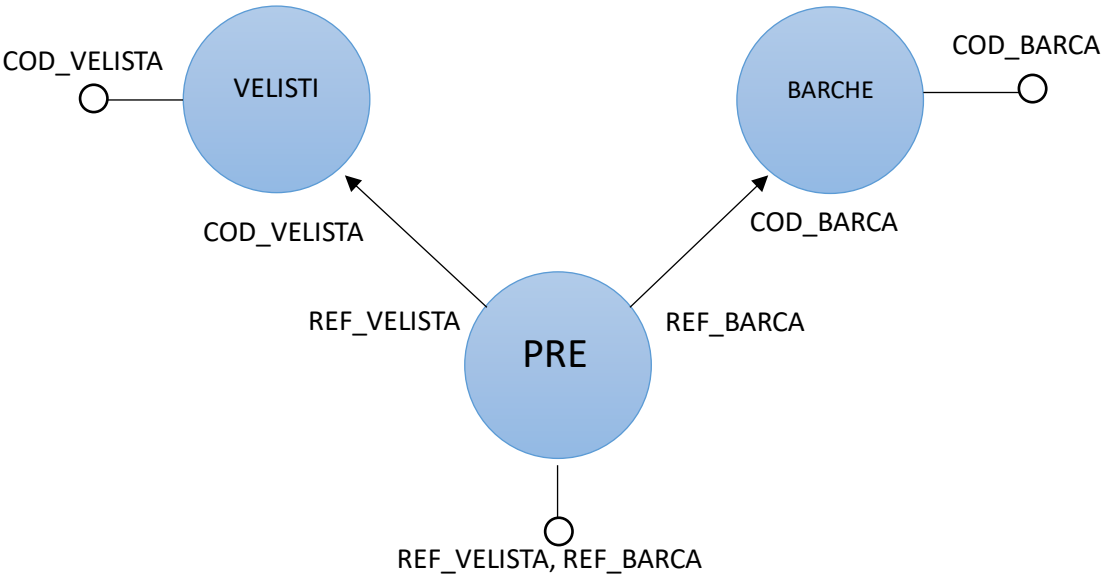 COD_VELISTA
COD_BARCA
VELISTI
BARCHE
COD_VELISTA
COD_BARCA
REF_VELISTA
REF_BARCA
PRE
REF_VELISTA, REF_BARCA